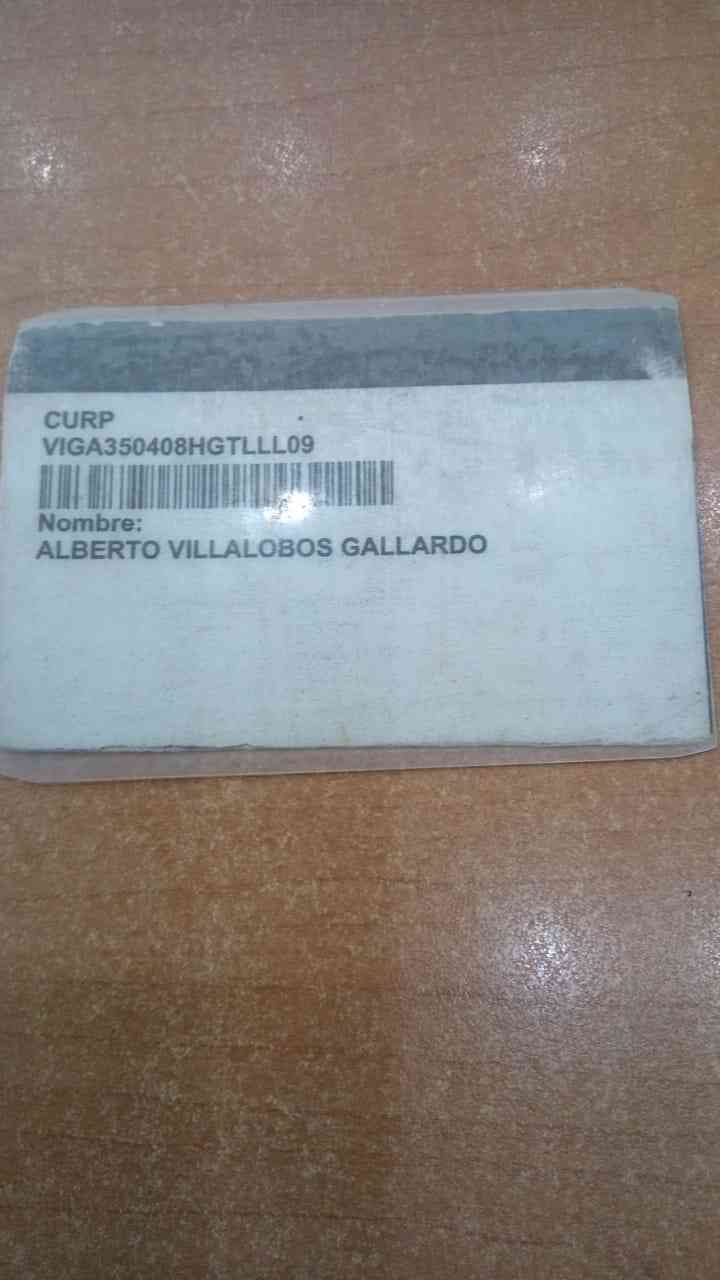 CURP
VIGA350408HGTLLL09
Nombre:
ALBERTO VILLALOBOS GALLARDO